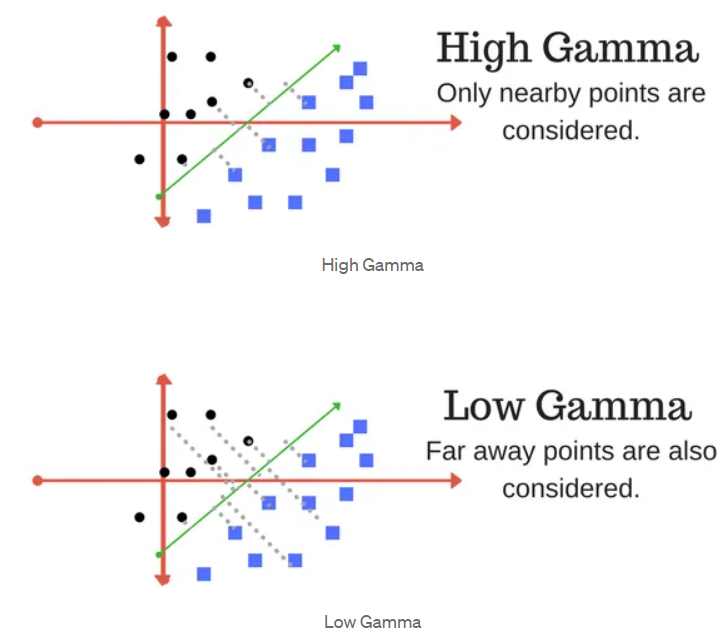 High Gamma
Only nearby points are
considered.
High Gamma
Low Gamma
Far away points are also
considered.
Low Gamma